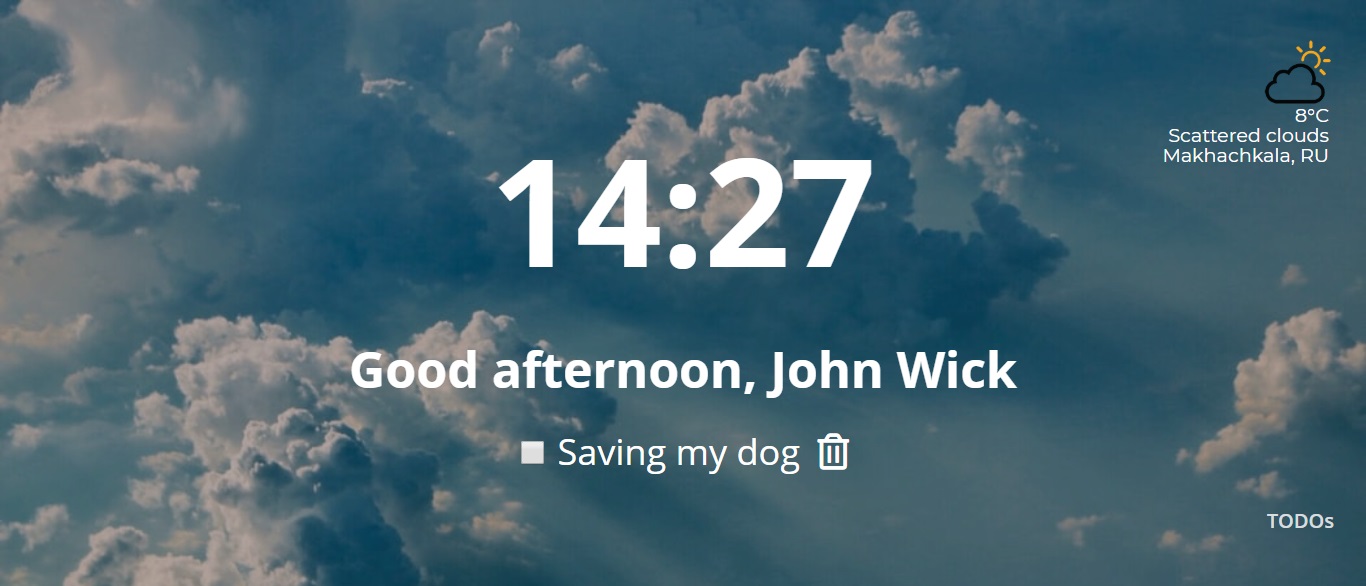 8°C
Scattered clouds
Makhachkala, RU
14:27
Good afternoon, John Wick
Saving my dog
TODOs